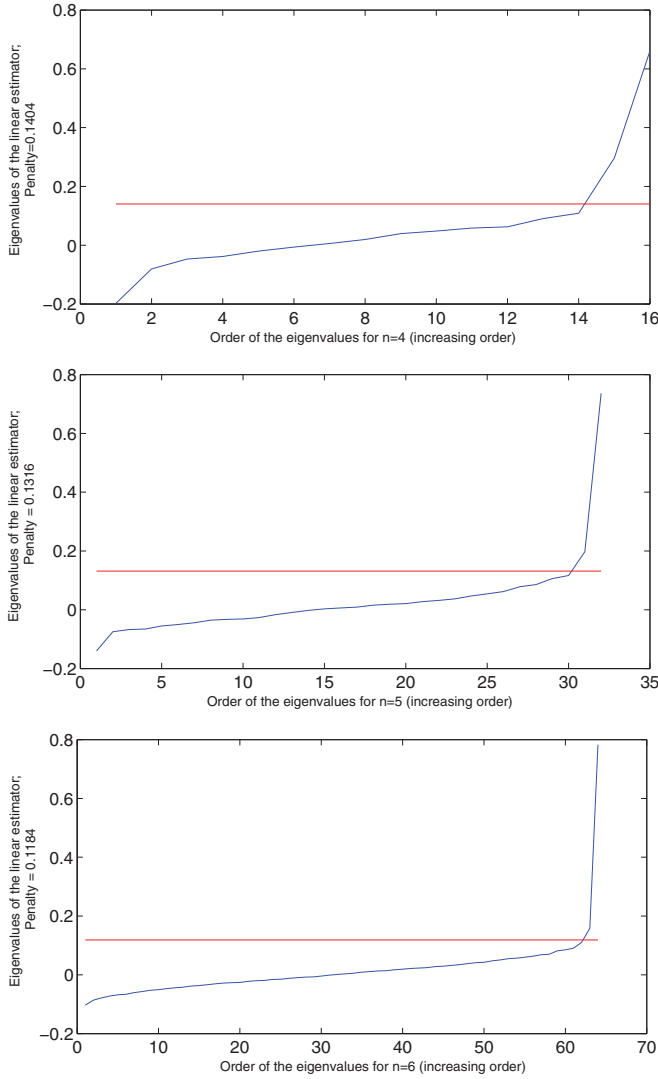 0.8
0.6
0.4
0.2
0
−0.2
Eigenvalues of the linear estimator;
Penalty=0.1404
0 2 4 6 8 10 12 14 16
Order of the eigenvalues for n=4 (increasing order)
0.8
0.6
0.4
0.2
0
−0.2
Eigenvalues of the linear estimator;
Penalty = 0.1316
0 5 10 15 20 25 30 35
Order of the eigenvalues for n=5 (increasing order)
0.8
0.6
0.4
0.2
0
−0.2
Eigenvalues of the linear estimator;
Penalty = 0.1184
0 10 20 30 40 50 60 70
Order of the eigenvalues for n=6 (increasing order)